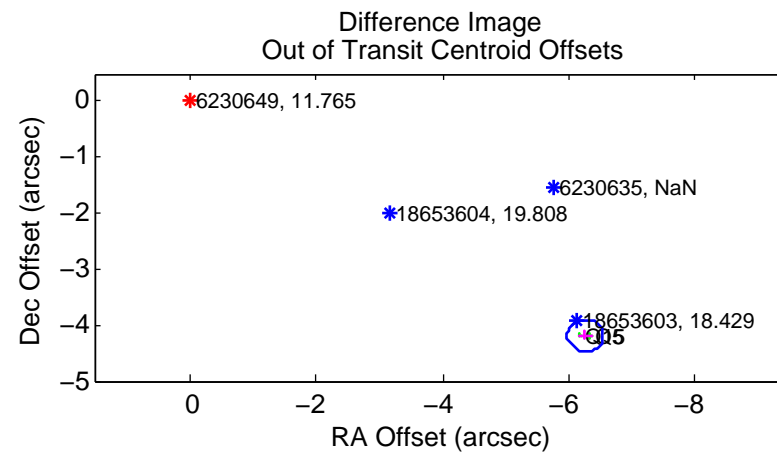 Difference Image
Out of Transit Centroid Offsets
Dec Offset (arcsec)
0
−1
−2
−3
−4
−5
6230649, 11.765
6230635, NaN
18653604, 19.808
18653603, 18.429
0
−2
−4
−6
−8
RA Offset (arcsec)